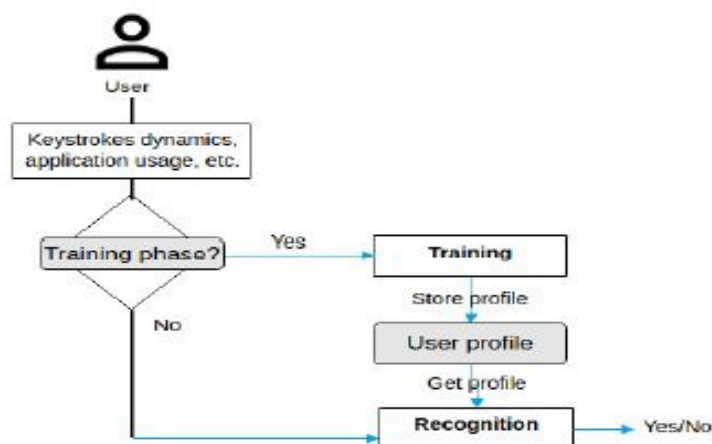 User
Keystrokes dynamics,
application usage, etc.
Training phase?
Yes
Training
Store profile
No
User profile
Get profile
Recognition
Yes/No